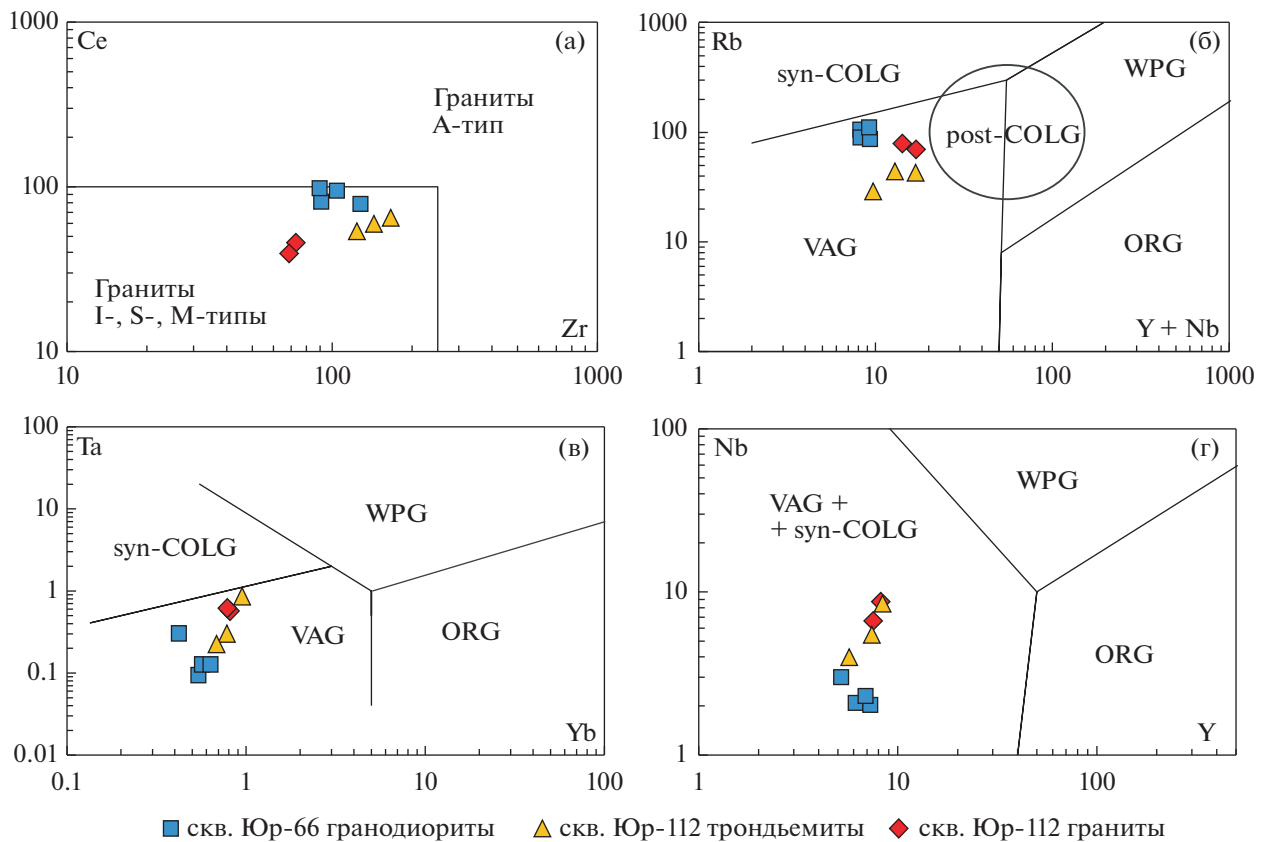 1000
Ce
(а)
Граниты
А-тип
100
Граниты
I-, S-, M-типы
Zr
10
10
100
1000
1000
Rb
(б)
syn-COLG
WPG
100
post-COLG
10
VAG
ORG
Y + Nb
1
1
10
100
1000
100
Ta
(в)
10
WPG
syn-COLG
1
VAG
ORG
0.1
Yb
0.01
0.1
1
10
100
100
Nb
(г)
WPG
VAG +
+ syn-COLG
10
ORG
Y
1
1
10
100
скв. Юр-66 гранодиориты
скв. Юр-112 трондьемиты
скв. Юр-112 граниты